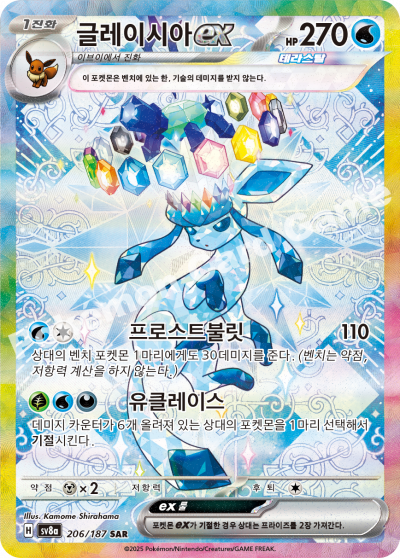 1진화
글레이시아ex
HP 270
이브이에서 진화
테라스탈
이 포켓몬은 벤치에 있는 한, 기술의 데미지를 받지 않는다.
프로스트불릿 110
상대의 벤치 포켓몬 1마리에게도 30데미지를 준다. (벤치는 약점,
저항력 계산을 하지 않는다.)
유클레이스
데미지 카운터가 6개 올려져 있는 상대의 포켓몬을 1마리 선택해서
기절시킨다.
약점 ×2 저항력 후퇴
Illus. Kamome Shirahama
H sv8a 206/187 SAR
ex 룰
포켓몬 ex가 기절한 경우 상대는 프라이즈를 2장 가져간다.
©2025 Pokémon/Nintendo/Creatures/GAME FREAK.